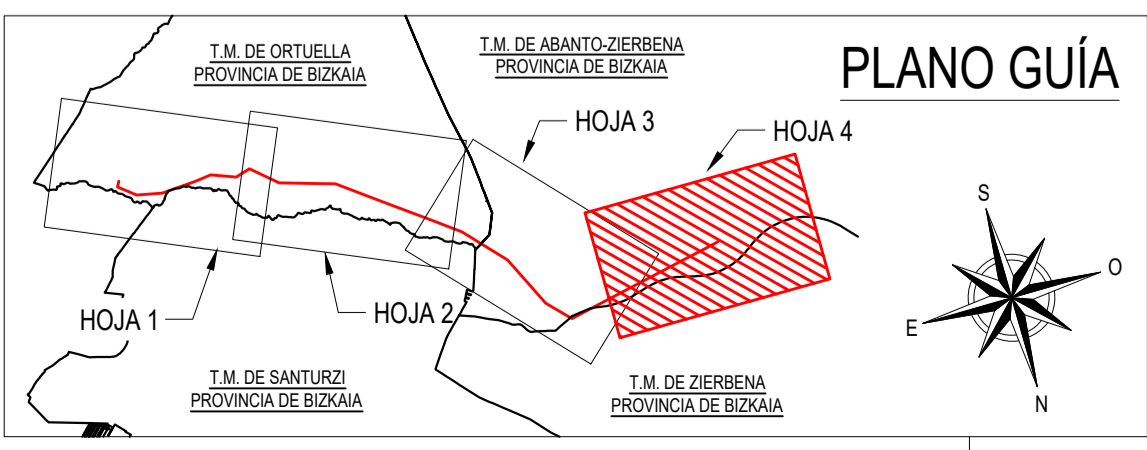 PLANO GUÍA
T.M. DE ORTUELLA
PROVINCIA DE BIZKAIA
T.M. DE ABANTO-ZIERBENA
PROVINCIA DE BIZKAIA
HOJA 3
HOJA 4
HOJA 1
HOJA 2
T.M. DE SANTURZI
PROVINCIA DE BIZKAIA
T.M. DE ZIERBENA
PROVINCIA DE BIZKAIA
S
O
E
N